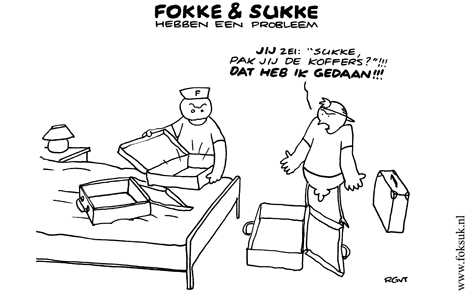 FOKKE & SUKKE
HEBBEN EEN PROBLEEM
JIJ ZEI: "SUKKE,
PAK JIJ DE KOFFERS?"!!!
DAT HEB IK GEDAAN!!!
F
RGVT
www.foksuk.nl